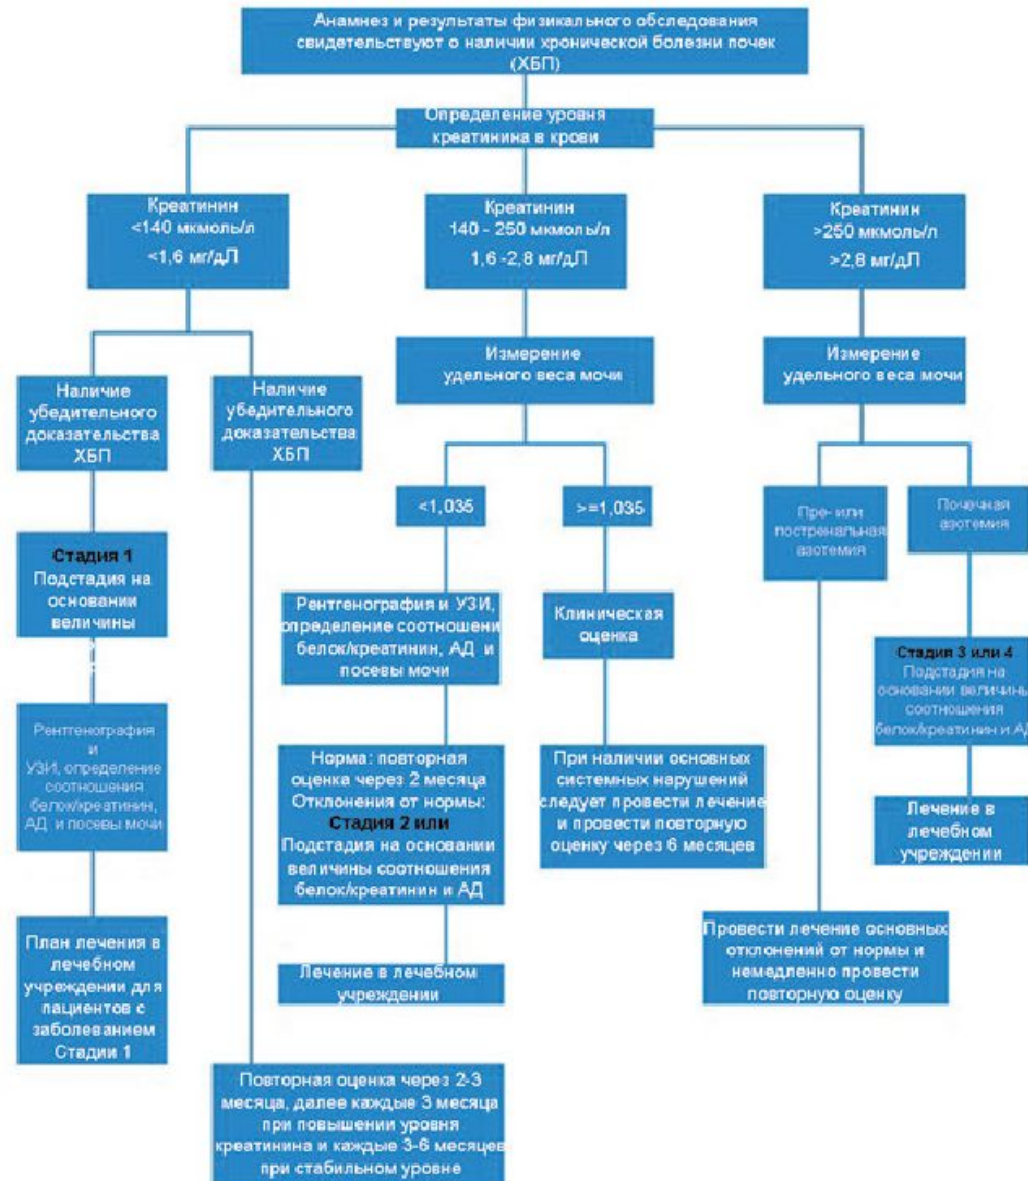 Анамнез и результаты физикального обследования
свидетельствуют о наличии хронической болезни почек
(ХБП)
Определение уровня
креатинина в крови
Креатинин
<140 мкмоль/л
<1,6 мг/дЛ
Креатинин
140 - 250 мкмоль/л
1,6 -2,8 мг/дЛ
Креатинин
>250 мкмоль/л
>2,8 мг/дЛ
Наличие
убедительного
доказательства
ХБП
Наличие
убедительного
доказательства
ХБП
Измерение
удельного веса мочи
Измерение
удельного веса мочи
<1,035
>=1,035
Пре- или
постренальная
азотемия
Почечная
азотемия
Стадия 1
Подстадия на
основании
величины
Рентгенография и УЗИ,
определение соотношени
белок/креатинин, АД и
посевы мочи
Клиническая
оценка
Стадия 3 или 4
Подстадия на
основании величины
соотношения
белок/креатинин и АД
Рентгенография
и
УЗИ, определение
соотношения
белок/креатинин,
АД и посевы мочи
Норма: повторная
оценка через 2 месяца
Отклонения от нормы:
Стадия 2 или
Подстадия на основании
величины соотношения
белок/креатинин и АД
При наличии основных
системных нарушений
следует провести лечение
и провести повторную
оценку через 6 месяцев
Лечение в
лечебном
учреждении
План лечения в
лечебном
учреждении для
пациентов с
заболеванием
Стадии 1
Лечение в лечебном
учреждении
Провести лечение основных
отклонений от нормы и
немедленно провести
повторную оценку
Повторная оценка через 2-3
месяца, далее каждые 3 месяца
при повышении уровня
креатинина и каждые 3-6 месяцев
при стабильном уровне